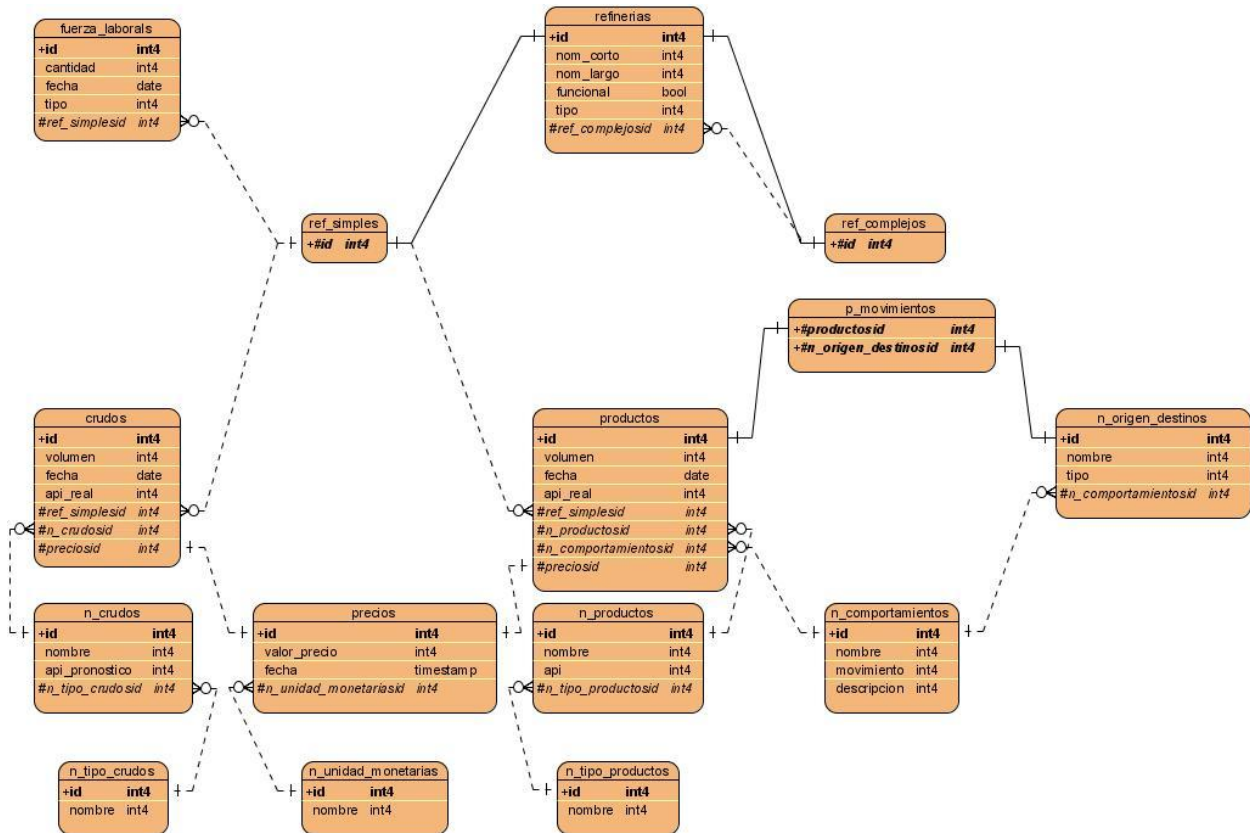 fuerza_laborals
+id int4
cantidad int4
fecha date
tipo int4
#ref_simplesid int4
refinerias
+id int4
nom_corto int4
nom_largo int4
funcional bool
tipo int4
#ref_complejosid int4
ref_simples
+#id int4
ref_complejos
+#id int4
p_movimientos
+#productosid int4
+#n_origen_destinosid int4
crudos
+id int4
volumen int4
fecha date
api_real int4
#ref_simplesid int4
#n_crudosid int4
#preciosid int4
productos
+id int4
volumen int4
fecha date
api_real int4
#ref_simplesid int4
#n_productosid int4
#n_comportamientosid int4
#preciosid int4
n_origen_destinos
+id int4
nombre int4
tipo int4
#n_comportamientosid int4
n_crudos
+id int4
nombre int4
api_pronostico int4
#n_tipo_crudosid int4
precios
+id int4
valor_precio int4
fecha timestamp
#n_unidad_monetariasid int4
n_productos
+id int4
nombre int4
api int4
#n_tipo_productosid int4
n_comportamientos
+id int4
nombre int4
movimiento int4
descripcion int4
n_tipo_crudos
+id int4
nombre int4
n_unidad_monetarias
+id int4
nombre int4
n_tipo_productos
+id int4
nombre int4